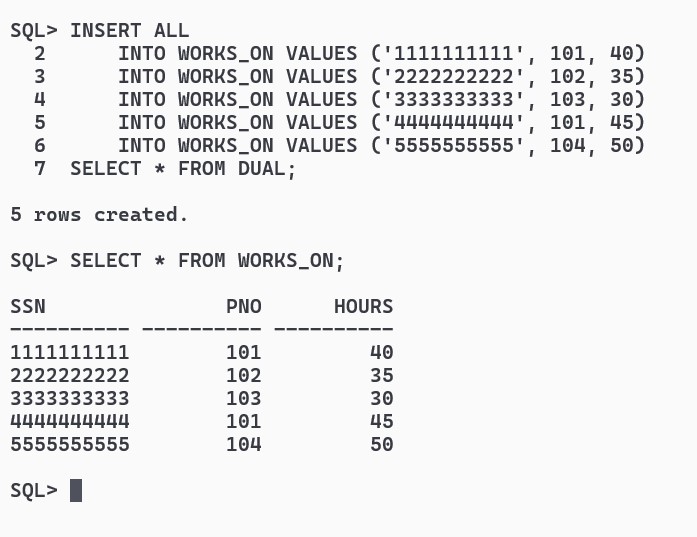 SQL> INSERT ALL
  2      INTO WORKS_ON VALUES ('1111111111', 101, 40)
  3      INTO WORKS_ON VALUES ('2222222222', 102, 35)
  4      INTO WORKS_ON VALUES ('3333333333', 103, 30)
  5      INTO WORKS_ON VALUES ('4444444444', 101, 45)
  6      INTO WORKS_ON VALUES ('5555555555', 104, 50)
  7  SELECT * FROM DUAL;

5 rows created.

SQL> SELECT * FROM WORKS_ON;

SSN               PNO      HOURS
---------- ---------- ----------
1111111111        101         40
2222222222        102         35
3333333333        103         30
4444444444        101         45
5555555555        104         50

SQL>